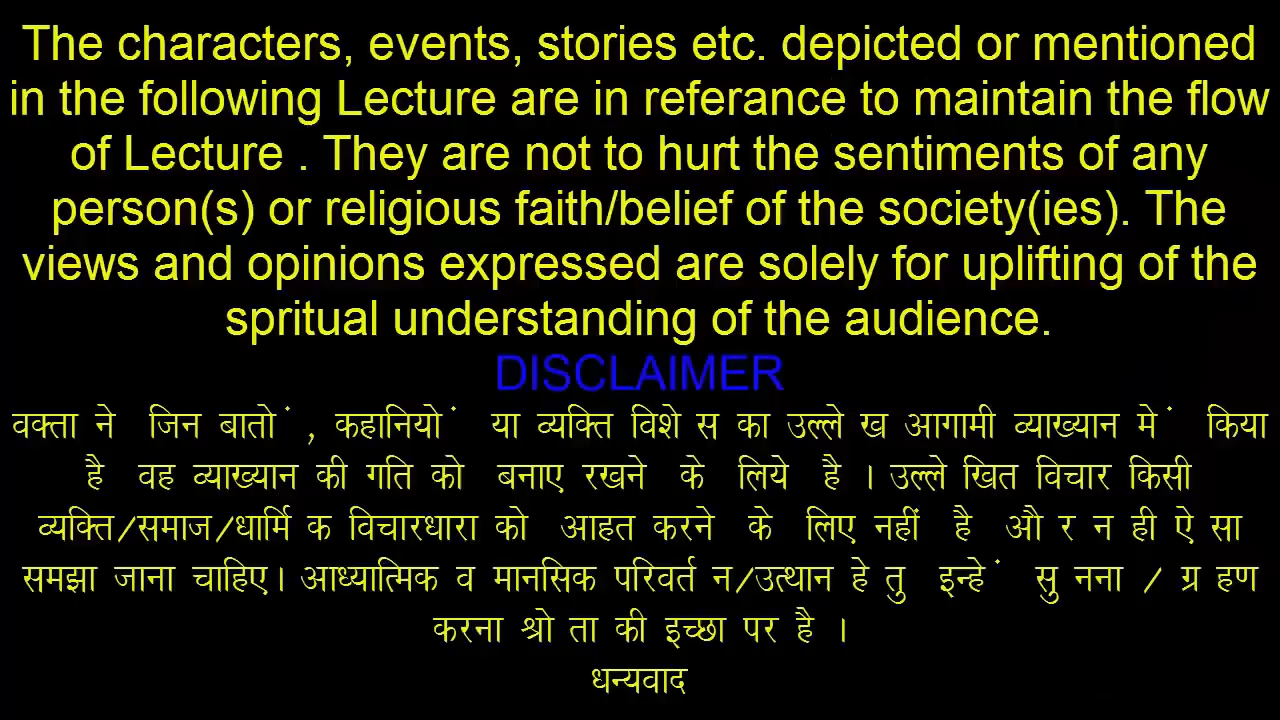 The characters, events, stories etc. depicted or mentioned
in the following Lecture are in referance to maintain the flow
of Lecture . They are not to hurt the sentiments of any
person(s) or religious faith/belief of the society(ies). The
views and opinions expressed are solely for uplifting of the
spritual understanding of the audience.
DISCLAIMER
वक्ता ने जिन बातों , कहानियों या व्यक्ति विशे स का उल्ले ख आगामी व्याख्यान में किया
है वह व्याख्यान की गति को बनाए रखने के लिये है । उल्ले खित विचार किसी
व्यक्ति/समाज/धार्मि क विचारधारा को आहत करने के लिए नहीं है औ र न ही ऐ सा
समझा जाना चाहिए। आध्यात्मिक व मानसिक परिवर्त न/उत्थान हे तु इन्हें सु नना / ग्र हण
करना श्रो ता की इच्छा पर है ।
धन्यवाद